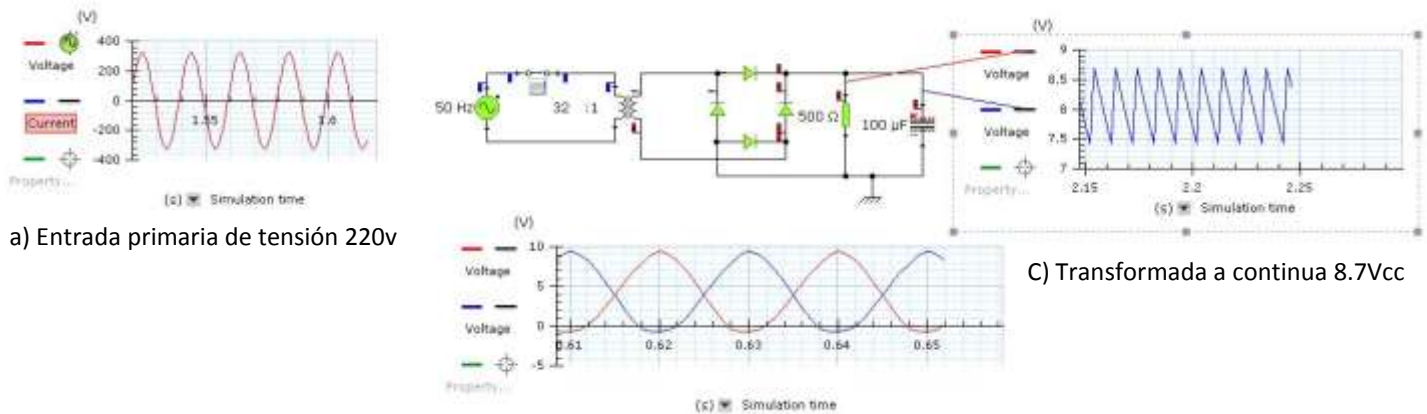 (V)
400
200
0
-200
-400
1.55
1.6
Voltage
Current
Property...
(s) Simulation time
a) Entrada primaria de tensión 220v
50 Hz
32 :1
500 Ω
100 µF
(V)
9
8.5
8
7.5
7
2.15
2.2
2.25
Voltage
Voltage
Property...
(s) Simulation time
C) Transformada a continua 8.7Vcc
(V)
10
5
0
-5
0.61
0.62
0.63
0.64
0.65
Voltage
Voltage
Property...
(s) Simulation time